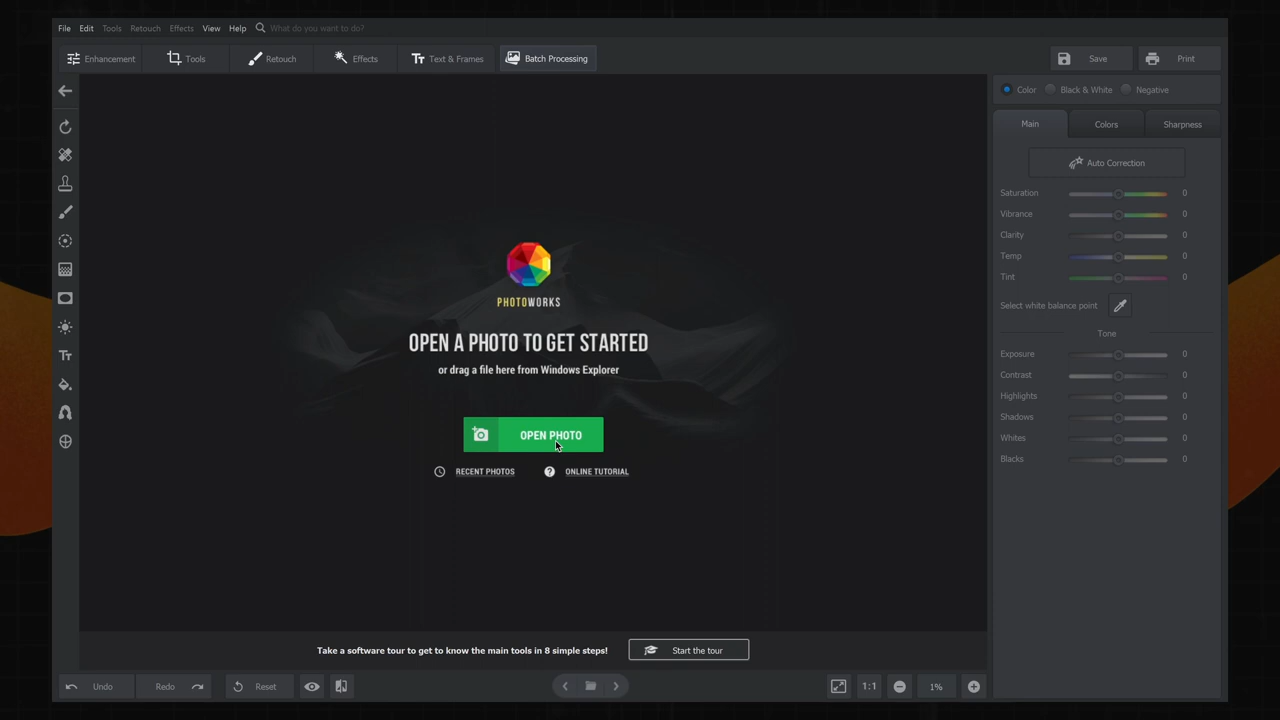 File Edit Tools Retouch Effects View Help What do you want to do?
Enhancement Tools Retouch Effects Text & Frames Batch Processing Save Print
Color Black & White Negative
Main Colors Sharpness
Auto Correction
Saturation 0
Vibrance 0
Clarity 0
Temp 0
Tint 0
Select white balance point
Tone
Exposure 0
Contrast 0
Highlights 0
Shadows 0
Whites 0
Blacks 0
PHOTOWORKS
OPEN A PHOTO TO GET STARTED
or drag a file here from Windows Explorer
OPEN PHOTO
RECENT PHOTOS ONLINE TUTORIAL
Take a software tour to get to know the main tools in 8 simple steps! Start the tour
Undo Redo Reset 1:1 1%